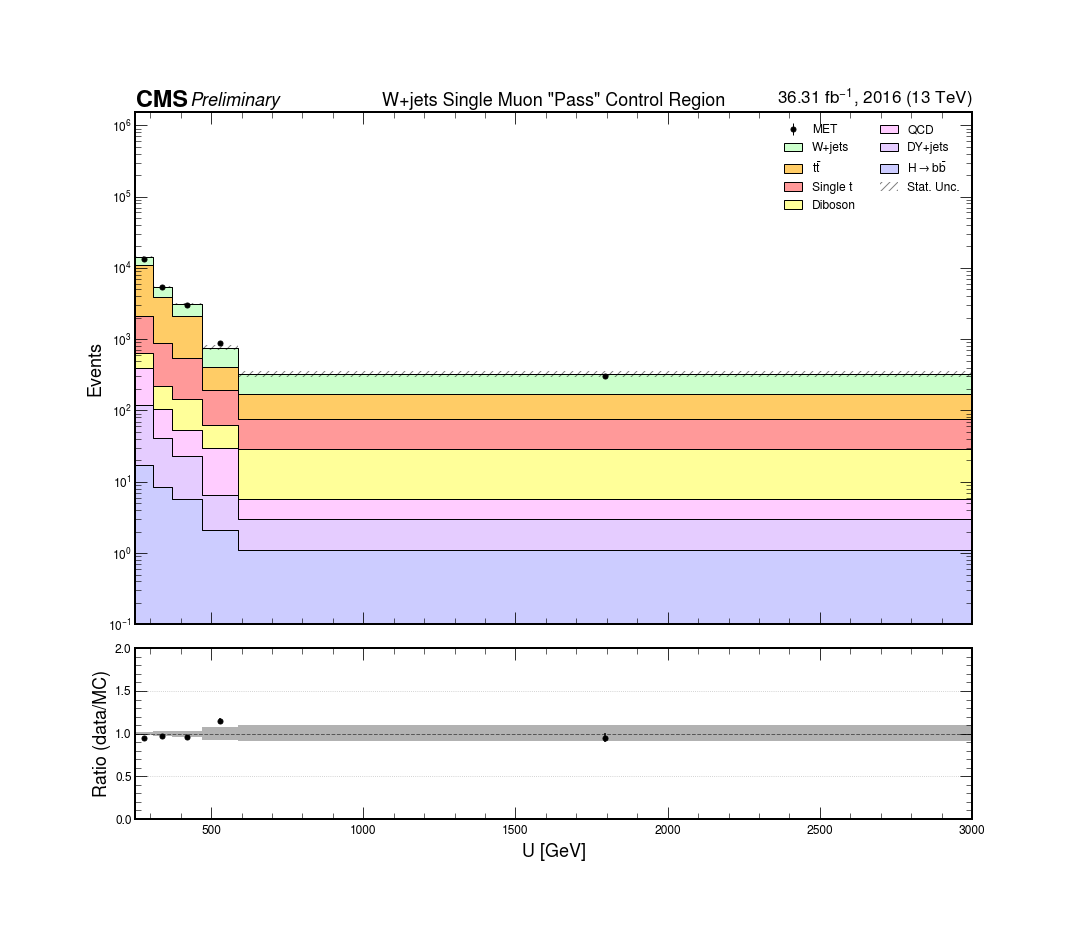 CMS Preliminary W+jets Single Muon "Pass" Control Region 36.31 fb⁻¹, 2016 (13 TeV)
MET QCD
W+jets DY+jets
tt̄ H→bb̄
Single t Stat. Unc.
Diboson
10⁶
10⁵
10⁴
10³
10²
10¹
10⁰
10⁻¹
Events
2.0
1.5
1.0
0.5
0.0
Ratio (data/MC)
500 1000 1500 2000 2500 3000
U [GeV]